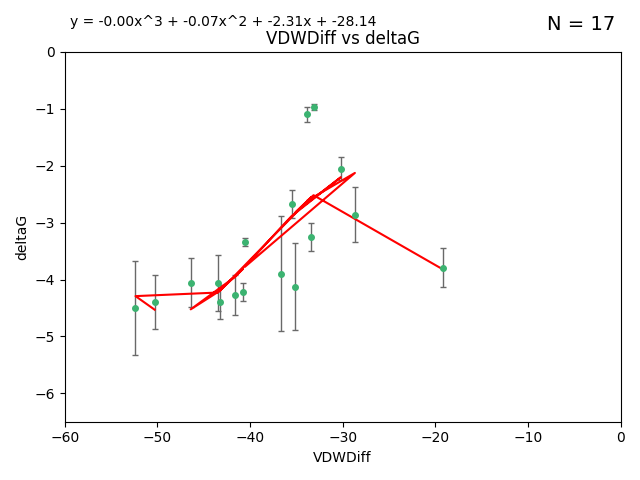 y = -0.00x^3 + -0.07x^2 + -2.31x + -28.14
N = 17
VDWDiff vs deltaG
0
−1
−2
−3
−4
−5
−6
deltaG
−60 −50 −40 −30 −20 −10 0
VDWDiff